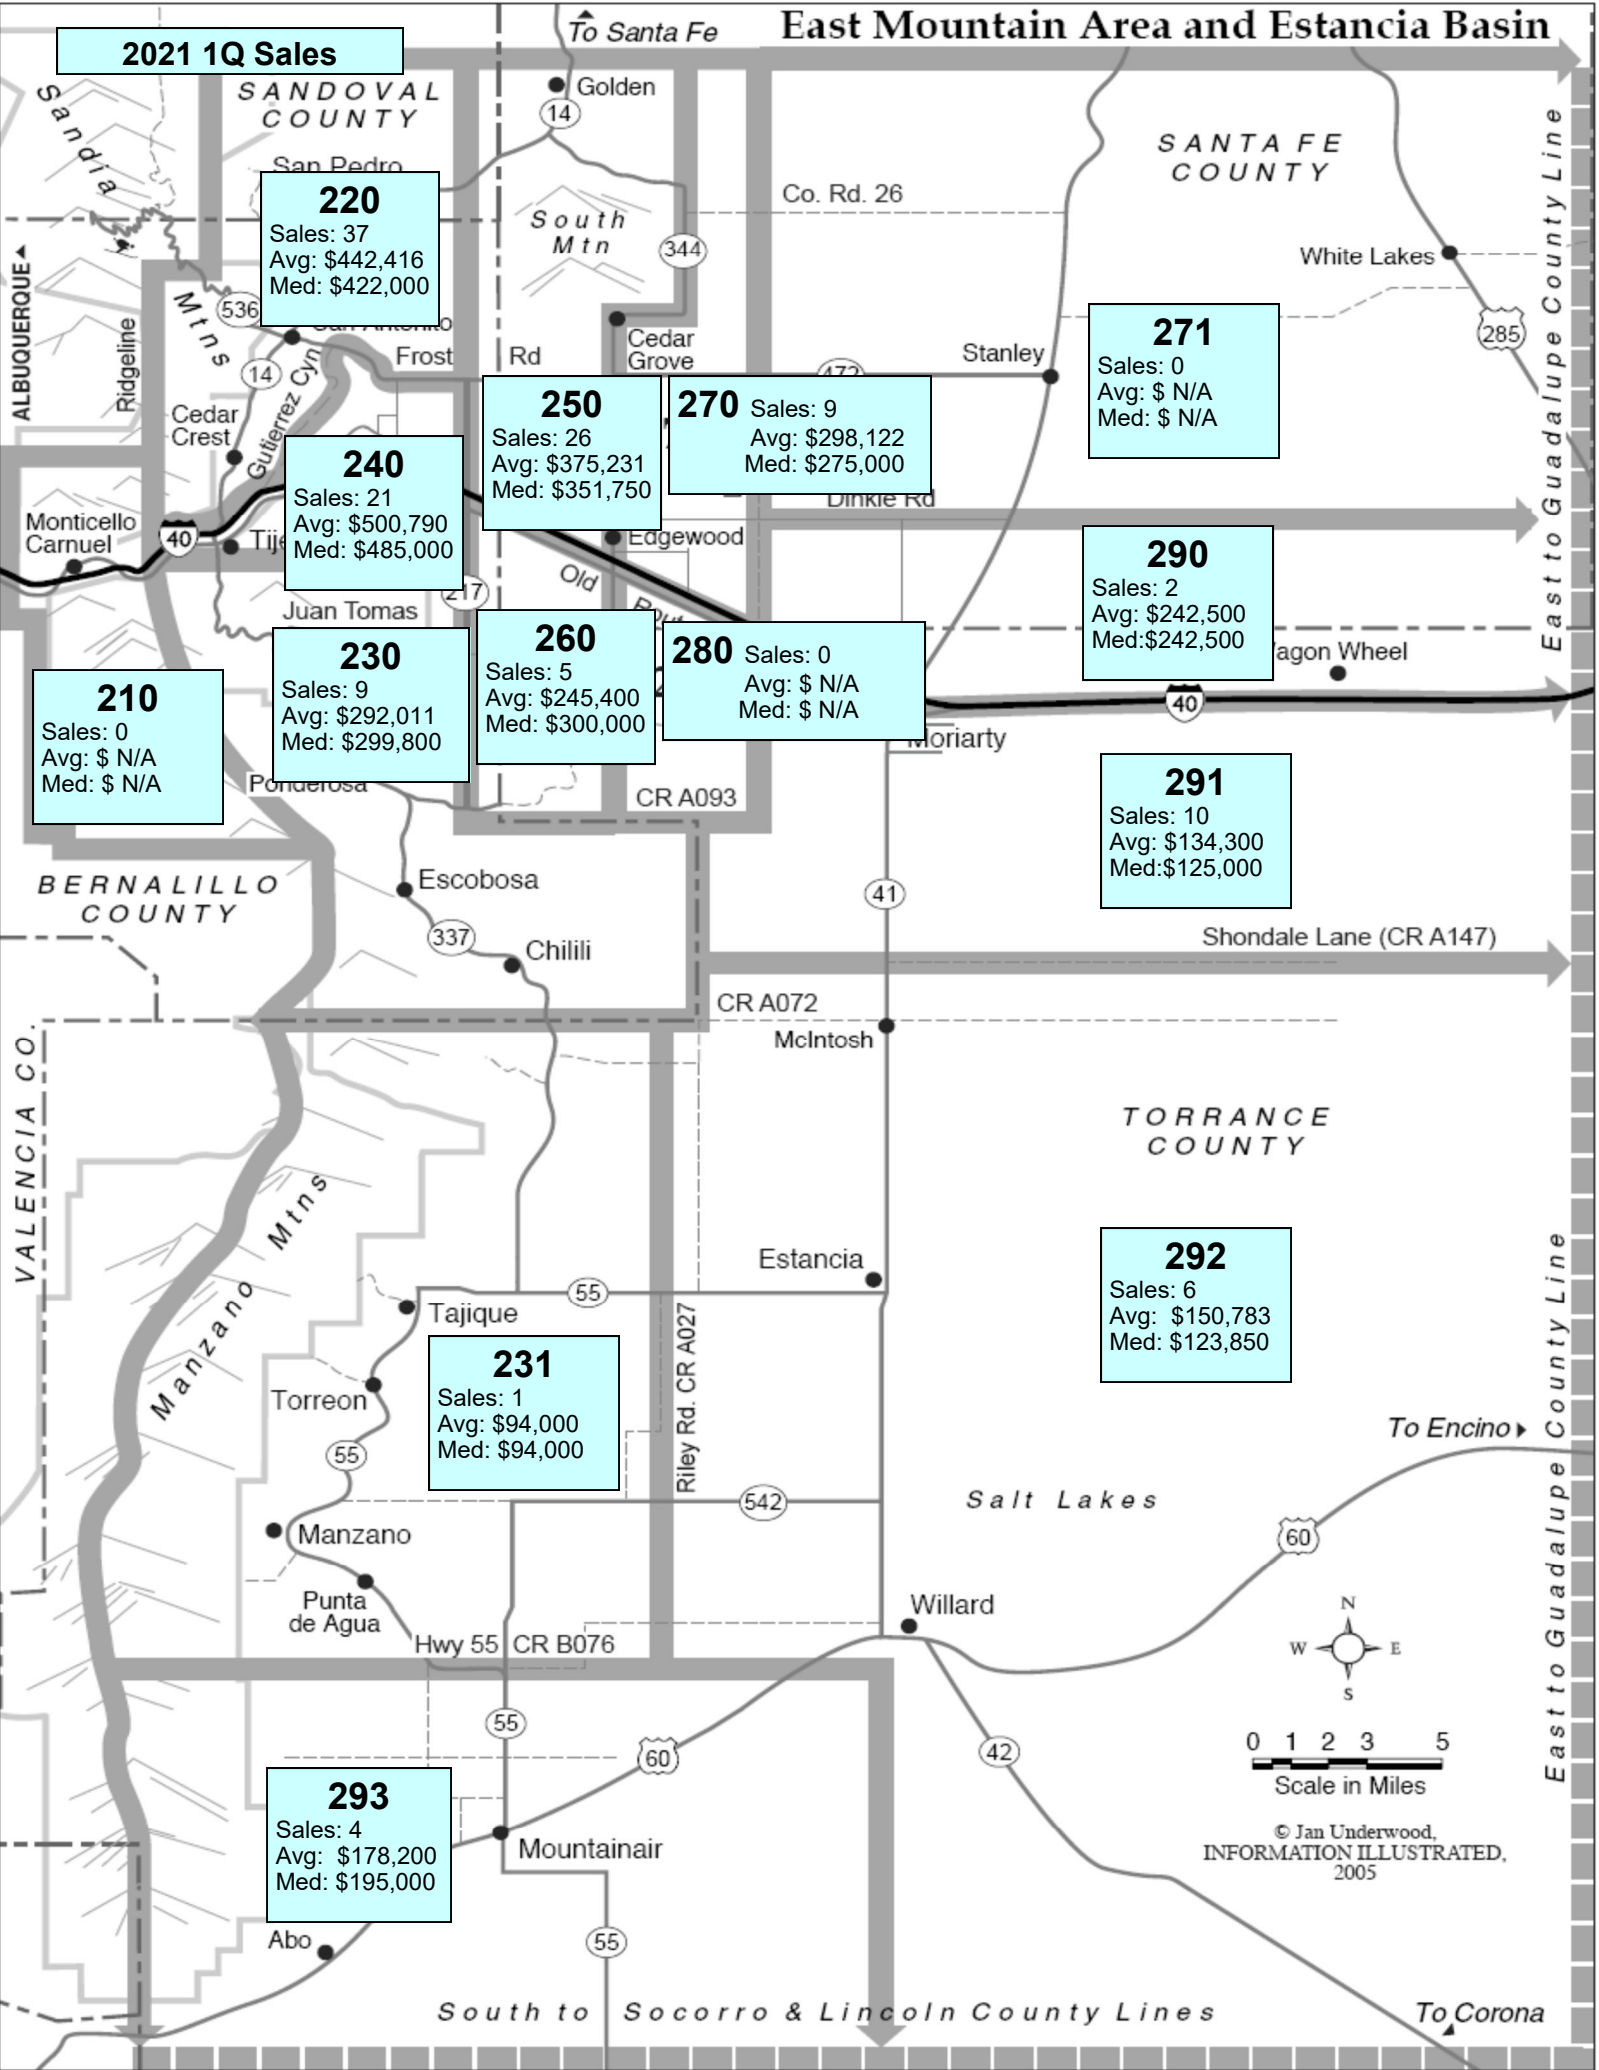 To Santa Fe
East Mountain Area and Estancia Basin
2021 1Q Sales
SANDOVAL
COUNTY
Golden
14
Sandia
Mtns
SANTA FE
COUNTY
San Pedro
220
Sales: 37
Avg: $442,416
Med: $422,000
South
Mtn
344
Co. Rd. 26
White Lakes
285
East to Guadalupe County Line
ALBUQUERQUE
Ridgeline
536
San Antonito
14
Frost
Rd
Cedar
Grove
472
Stanley
271
Sales: 0
Avg: $ N/A
Med: $ N/A
Cedar
Crest
Gutierrez Cyn
240
Sales: 21
Avg: $500,790
Med: $485,000
250
Sales: 26
Avg: $375,231
Med: $351,750
270 Sales: 9
Avg: $298,122
Med: $275,000
Dinkle Rd
Monticello
Carnuel
40
Tije
Edgewood
Old
217
Juan Tomas
290
Sales: 2
Avg: $242,500
Med:$242,500
agon Wheel
210
Sales: 0
Avg: $ N/A
Med: $ N/A
230
Sales: 9
Avg: $292,011
Med: $299,800
260
Sales: 5
Avg: $245,400
Med: $300,000
280 Sales: 0
Avg: $ N/A
Med: $ N/A
40
Moriarty
Ponderosa
CR A093
291
Sales: 10
Avg: $134,300
Med:$125,000
BERNALILLO
COUNTY
Escobosa
337
Chilili
41
Shondale Lane (CR A147)
CR A072
McIntosh
VALENCIA CO.
TORRANCE
COUNTY
Manzano Mtns
Estancia
292
Sales: 6
Avg: $150,783
Med: $123,850
55
Tajique
Riley Rd. CR A027
231
Sales: 1
Avg: $94,000
Med: $94,000
Torreon
55
East to Guadalupe County Line
To Encino
Salt Lakes
542
60
Manzano
Punta
de Agua
Willard
Hwy 55 CR B076
N
W E
S
55
60
42
0 1 2 3 5
Scale in Miles
293
Sales: 4
Avg: $178,200
Med: $195,000
Mountainair
© Jan Underwood,
INFORMATION ILLUSTRATED,
2005
Abo
55
South to Socorro & Lincoln County Lines
To Corona